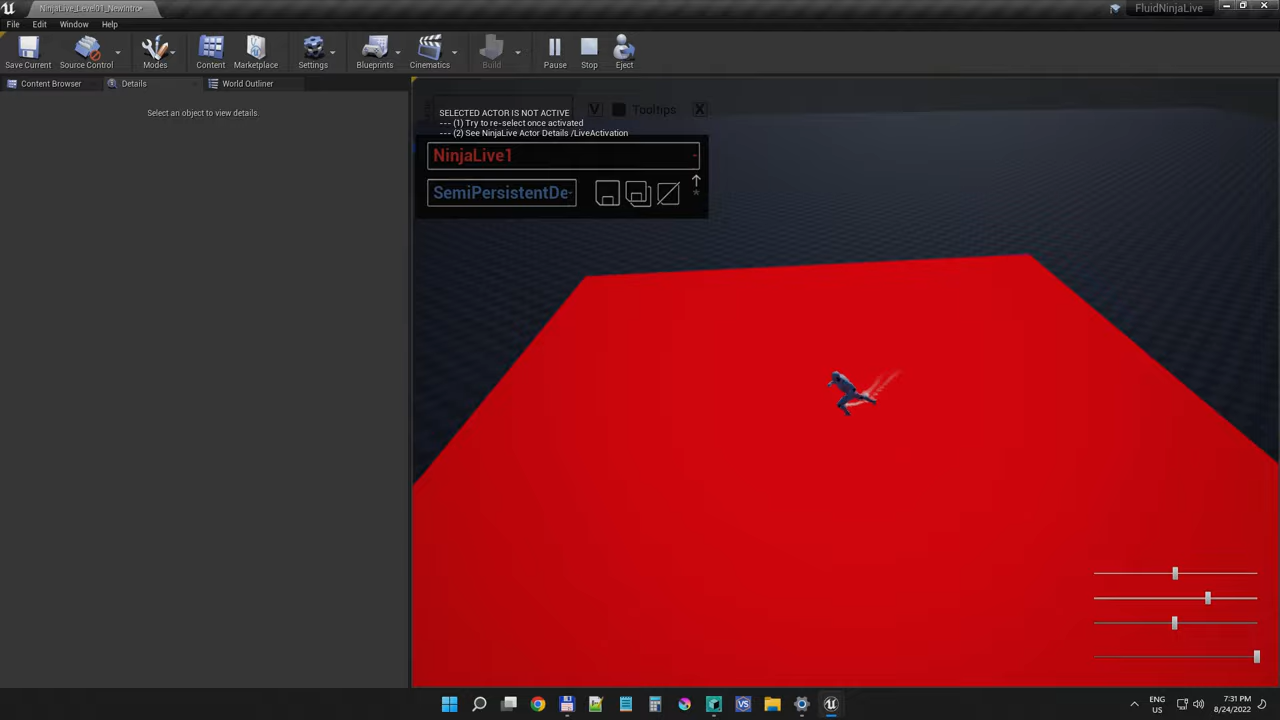 NinjaLive_Level01_NewIntro•
FluidNinjaLive
File Edit Window Help
Save Current Source Control Modes Content Marketplace Settings Blueprints Cinematics Build Pause Stop Eject
Content Browser Details World Outliner
Select an object to view details.
V Tooltips X
SELECTED ACTOR IS NOT ACTIVE
--- (1) Try to re-select once activated
--- (2) See NinjaLive Actor Details /LiveActivation
NinjaLive1 -
SemiPersistentDe-
*
ENG
US
7:31 PM
8/24/2022